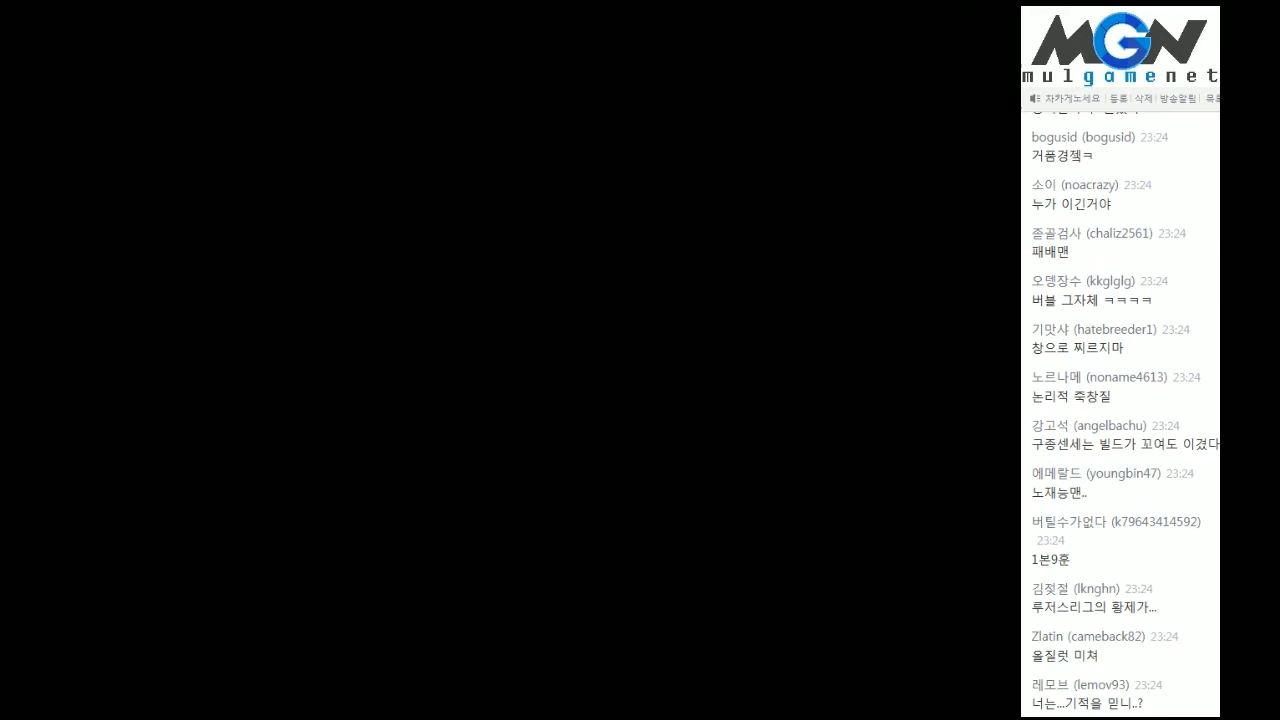 MGN
mulgamenet
차카게노세요 | 등록 | 삭제 | 방송알림 | 목록
bogusid (bogusid) 23:24
거품경젴ㅋ
소이 (noacrazy) 23:24
누가 이긴거야
좉골검사 (chaliz2561) 23:24
패배맨
오뎅장수 (kkglglg) 23:24
버블 그자체 ㅋㅋㅋㅋ
기맛샤 (hatebreeder1) 23:24
창으로 찌르지마
노르나메 (noname4613) 23:24
논리적 죽창질
강고석 (angelbachu) 23:24
구종센세는 빌드가 꼬여도 이겼다
에메랄드 (youngbin47) 23:24
노재능맨..
버틸수가없다 (k79643414592)
23:24
1본9훈
김젗절 (lknghn) 23:24
루저스리그의 황제가...
Zlatin (cameback82) 23:24
올질럿 미쳐
레모브 (lemov93) 23:24
너는...기적을 믿니..?